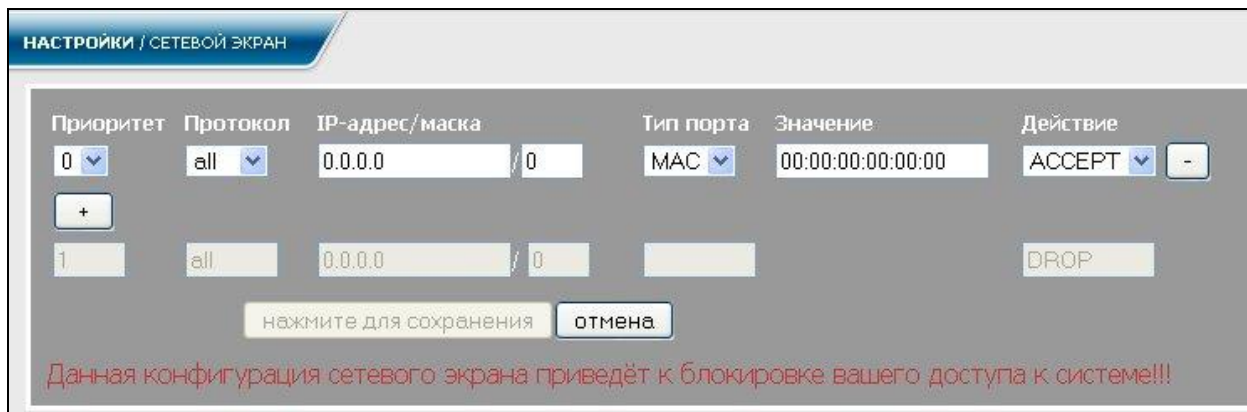 НАСТРОЙКИ / СЕТЕВОЙ ЭКРАН
Приоритет Протокол IP-адрес/маска Тип порта Значение Действие
0 all 0.0.0.0 / 0 MAC 00:00:00:00:00:00 ACCEPT -
+
1 all 0.0.0.0 / 0 DROP
нажмите для сохранения отмена
Данная конфигурация сетевого экрана приведёт к блокировке вашего доступа к системе!!!